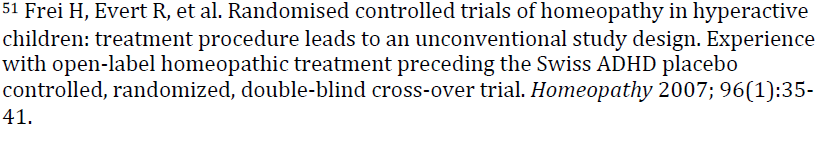 51 Frei H, Evert R, et al. Randomised controlled trials of homeopathy in hyperactive
children: treatment procedure leads to an unconventional study design. Experience
with open-label homeopathic treatment preceding the Swiss ADHD placebo
controlled, randomized, double-blind cross-over trial. Homeopathy 2007; 96(1):35-
41.